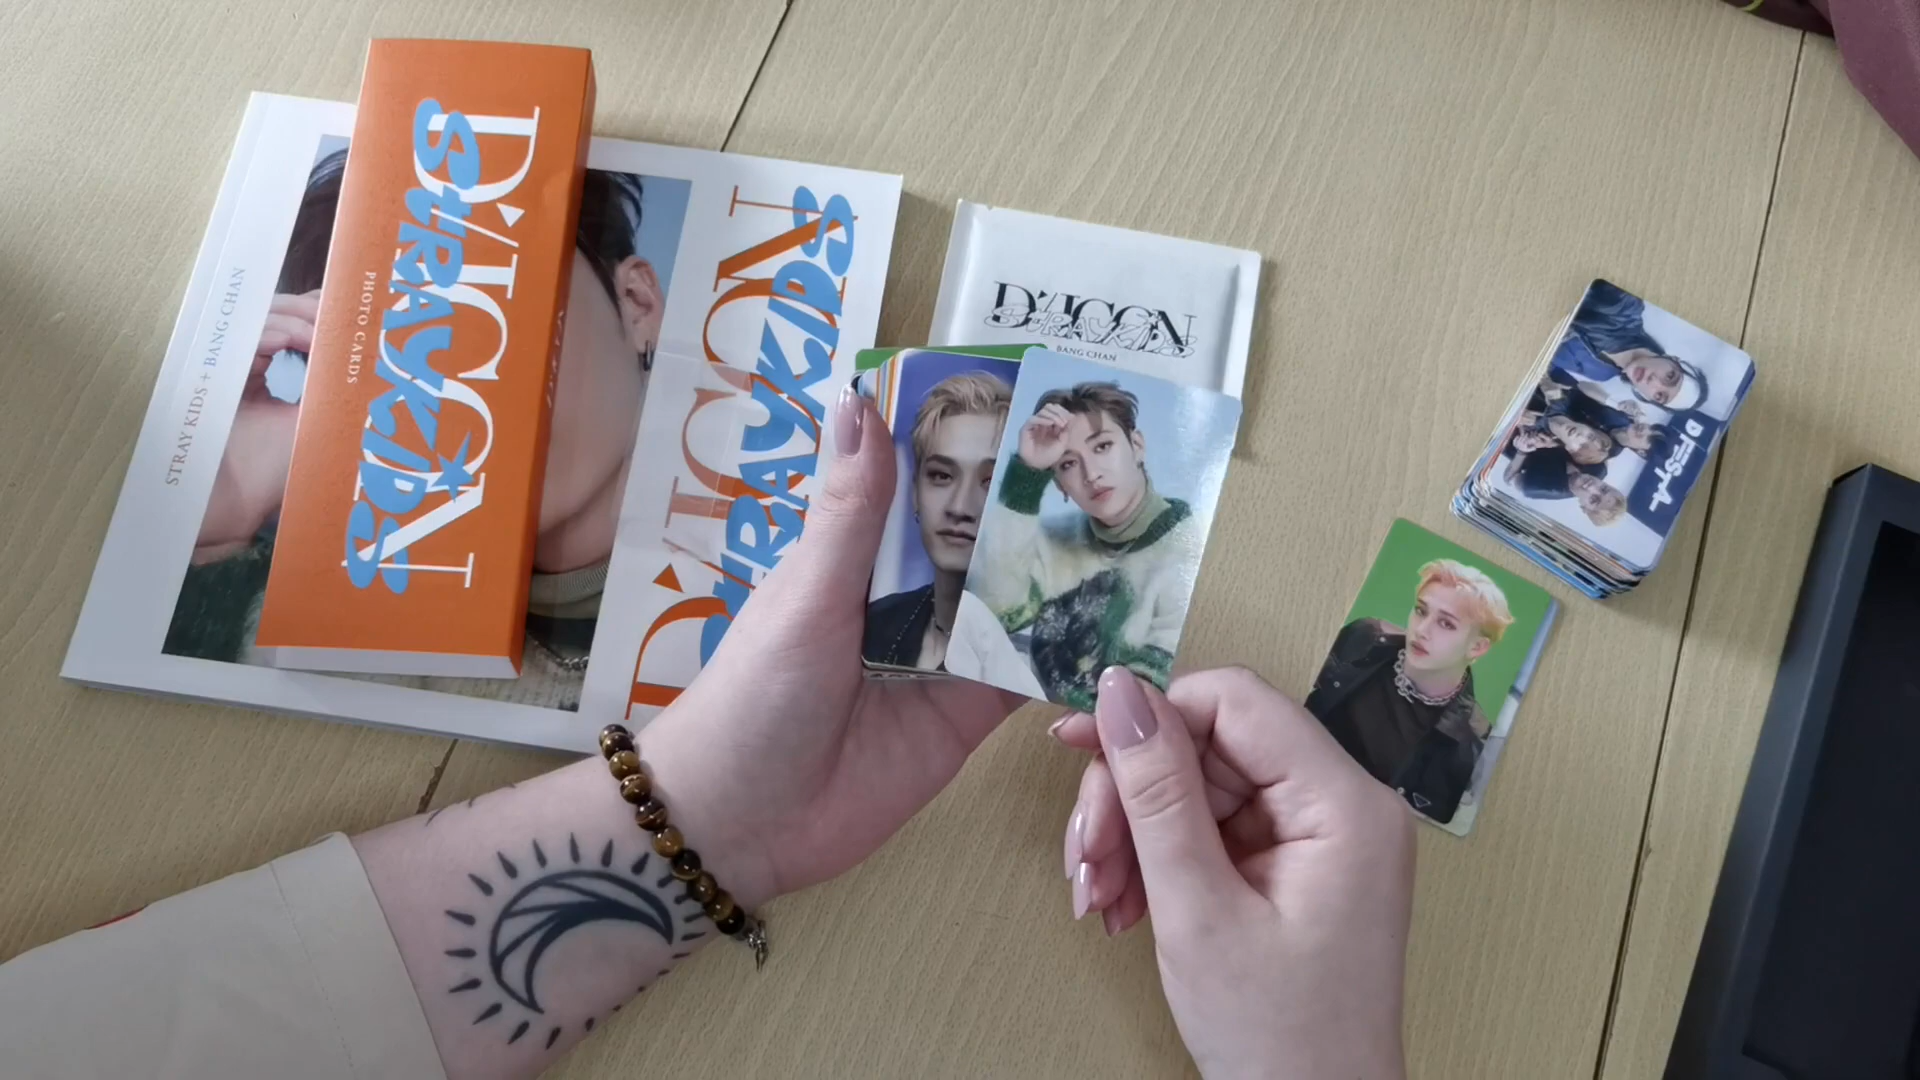 STRAY KIDS + BANG CHAN
D'/ICON
STRAY KIDS
PHOTO CARDS
D'/ICON
STRAY KIDS
D'/ICON
STRAY KIDS
BANG CHAN
D'FESTA